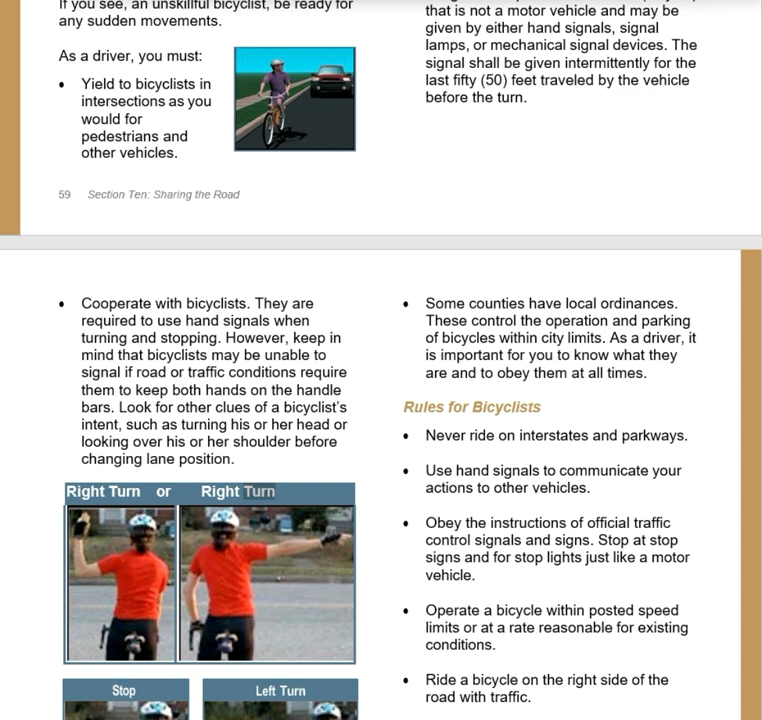 If you see, an unskillful bicyclist, be ready for
any sudden movements.
As a driver, you must:
• Yield to bicyclists in
intersections as you
would for
pedestrians and
other vehicles.
that is not a motor vehicle and may be
given by either hand signals, signal
lamps, or mechanical signal devices. The
signal shall be given intermittently for the
last fifty (50) feet traveled by the vehicle
before the turn.
59 Section Ten: Sharing the Road
• Cooperate with bicyclists. They are
required to use hand signals when
turning and stopping. However, keep in
mind that bicyclists may be unable to
signal if road or traffic conditions require
them to keep both hands on the handle
bars. Look for other clues of a bicyclist's
intent, such as turning his or her head or
looking over his or her shoulder before
changing lane position.
Right Turn or Right Turn
Stop
Left Turn
• Some counties have local ordinances.
These control the operation and parking
of bicycles within city limits. As a driver, it
is important for you to know what they
are and to obey them at all times.
Rules for Bicyclists
• Never ride on interstates and parkways.
• Use hand signals to communicate your
actions to other vehicles.
• Obey the instructions of official traffic
control signals and signs. Stop at stop
signs and for stop lights just like a motor
vehicle.
• Operate a bicycle within posted speed
limits or at a rate reasonable for existing
conditions.
• Ride a bicycle on the right side of the
road with traffic.